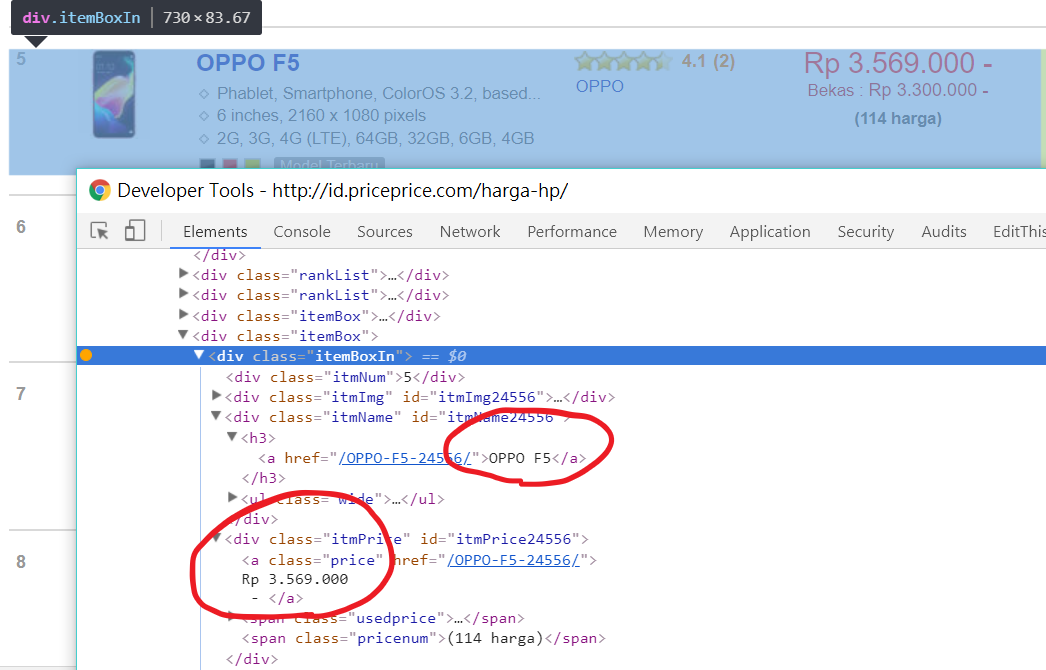 div.itemBoxIn | 730×83.67
5
OPPO F5
4.1 (2)
Rp 3.569.000 -
OPPO
Bekas : Rp 3.300.000 -
(114 harga)
Phablet, Smartphone, ColorOS 3.2, based...
6 inches, 2160 x 1080 pixels
2G, 3G, 4G (LTE), 64GB, 32GB, 6GB, 4GB
Model Terbaru
6
7
8
Developer Tools - http://id.priceprice.com/harga-hp/
Elements Console Sources Network Performance Memory Application Security Audits EditThis
</div>
<div class="rankList">…</div>
<div class="rankList">…</div>
<div class="itemBox">…</div>
<div class="itemBox">
<div class="itemBoxIn"> == $0
<div class="itmNum">5</div>
<div class="itmImg" id="itmImg24556">…</div>
<div class="itmName" id="itmName24556">
<h3>
<a href="/OPPO-F5-24556/">OPPO F5</a>
</h3>
<ul class="wide">…</ul>
</div>
<div class="itmPrice" id="itmPrice24556">
<a class="price" href="/OPPO-F5-24556/">
Rp 3.569.000
- </a>
<span class="usedprice">…</span>
<span class="pricenum">(114 harga)</span>
</div>